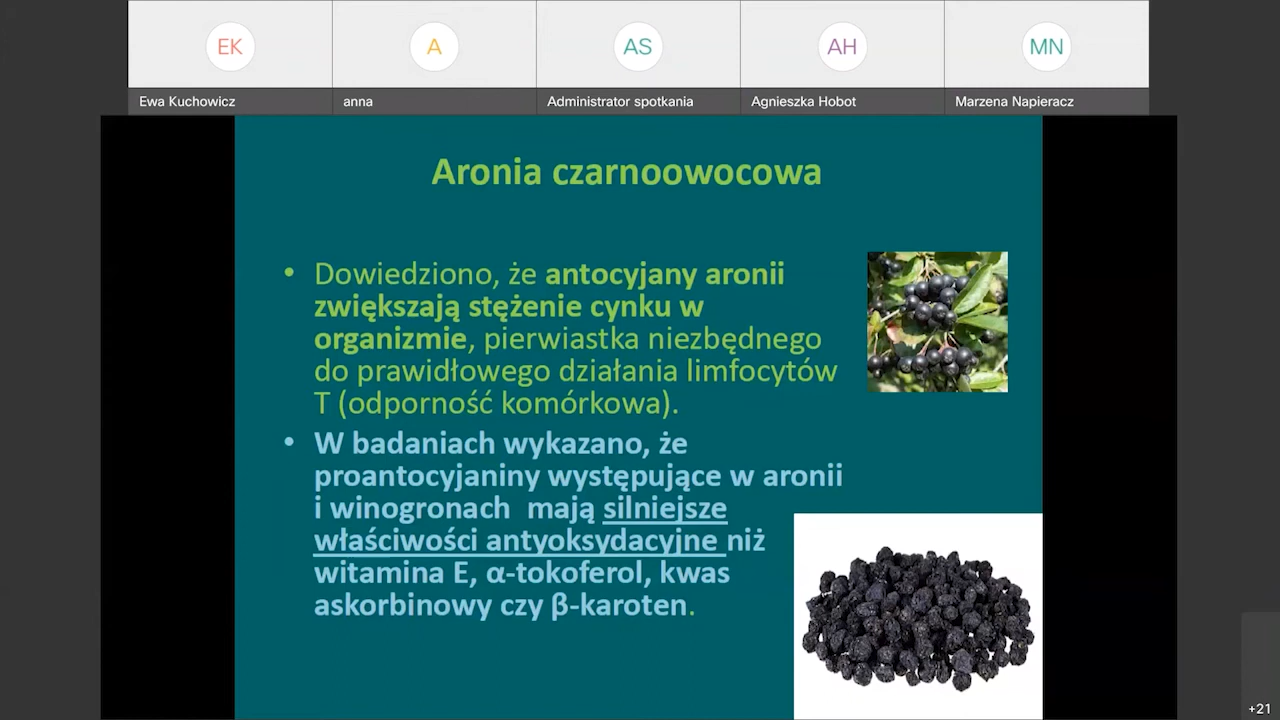 EK
A
AS
AH
MN
Ewa Kuchowicz
anna
Administrator spotkania
Agnieszka Hobot
Marzena Napieracz
Aronia czarnoowocowa
• Dowiedziono, że antocyjany aronii
zwiększają stężenie cynku w
organizmie, pierwiastka niezbędnego
do prawidłowego działania limfocytów
T (odporność komórkowa).
• W badaniach wykazano, że
proantocyjaniny występujące w aronii
i winogronach mają silniejsze
właściwości antyoksydacyjne niż
witamina E, α-tokoferol, kwas
askorbinowy czy β-karoten.
+21